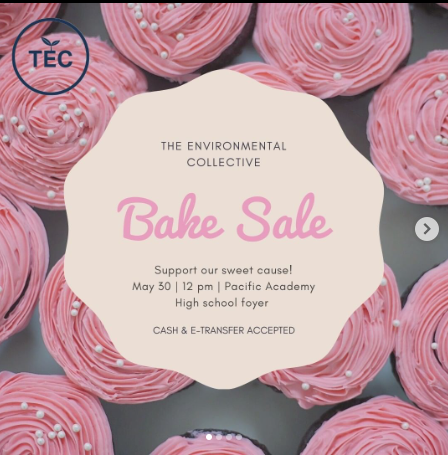 TEC
THE ENVIRONMENTAL
COLLECTIVE
Bake Sale
Support our sweet cause!
May 30 | 12 pm | Pacific Academy
High school foyer
CASH & E-TRANSFER ACCEPTED